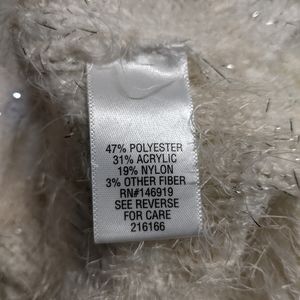 47% POLYESTER
31% ACRYLIC
19% NYLON
3% OTHER FIBER
RN#146919
SEE REVERSE
FOR CARE
216166